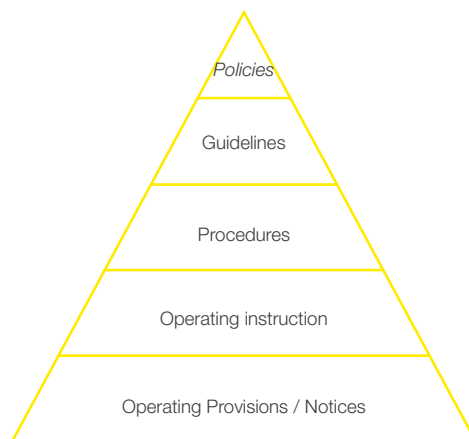 Policies
Guidelines
Procedures
Operating instruction
Operating Provisions / Notices